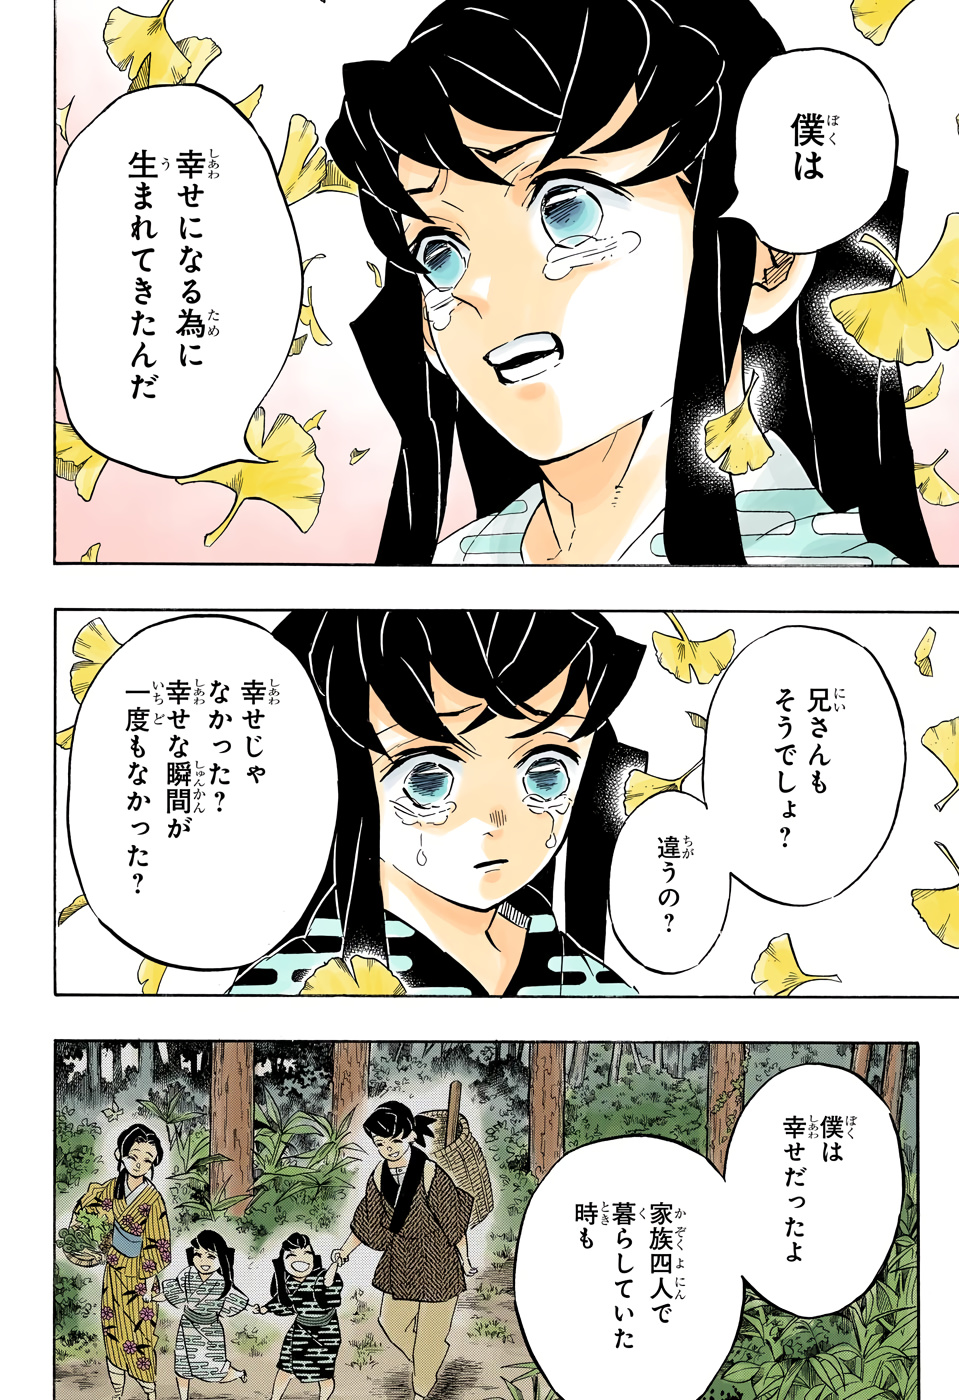 僕は
幸せになる為に
生まれてきたんだ
兄さんも
そうでしょ？
違うの？
幸せじゃ
なかった？
幸せな瞬間が
一度もなかった？
僕は
幸せだったよ
家族四人で
暮らしていた
時も